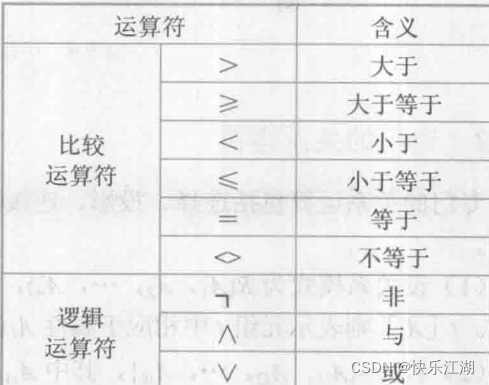 运算符 含义
比较
运算符
> 大于
≥ 大于等于
< 小于
≤ 小于等于
= 等于
<> 不等于
逻辑
运算符
┓ 非
∧ 与
∨ 或
CSDN @快乐江湖